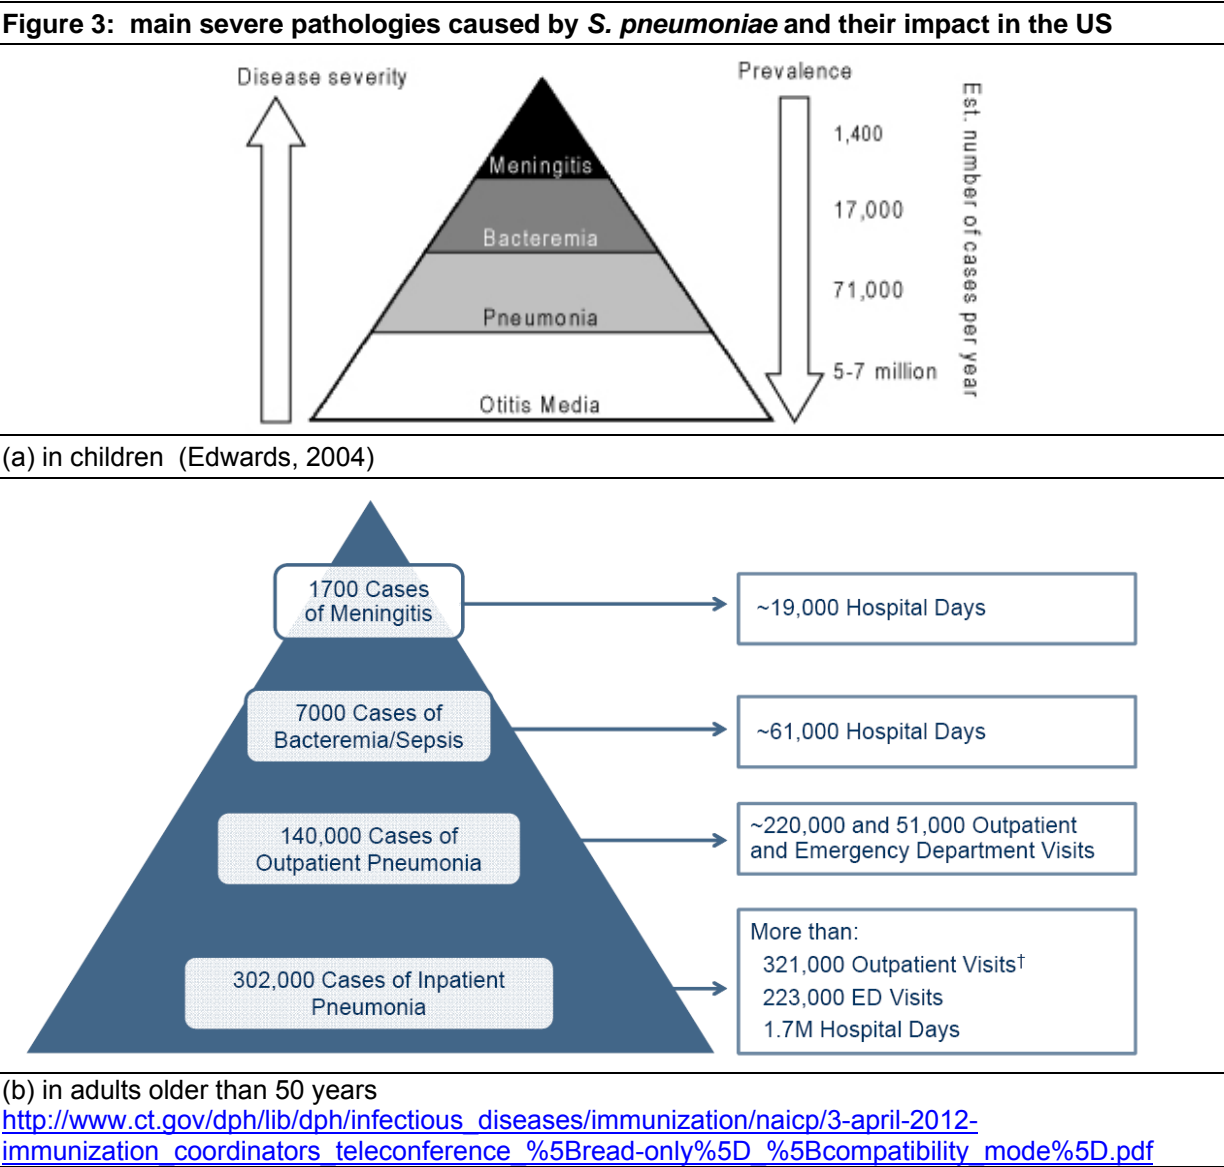 Figure 3:  main severe pathologies caused by S. pneumoniae and their impact in the US
Disease severity
Prevalence
Meningitis
Bacteremia
Pneumonia
Otitis Media
1,400
17,000
71,000
5-7 million
Est. number of cases per year
(a) in children  (Edwards, 2004)
1700 Cases
of Meningitis
~19,000 Hospital Days
7000 Cases of
Bacteremia/Sepsis
~61,000 Hospital Days
140,000 Cases of
Outpatient Pneumonia
~220,000 and 51,000 Outpatient
and Emergency Department Visits
302,000 Cases of Inpatient
Pneumonia
More than:
321,000 Outpatient Visits†
223,000 ED Visits
1.7M Hospital Days
(b) in adults older than 50 years
http://www.ct.gov/dph/lib/dph/infectious_diseases/immunization/naicp/3-april-2012-
immunization_coordinators_teleconference_%5Bread-only%5D_%5Bcompatibility_mode%5D.pdf